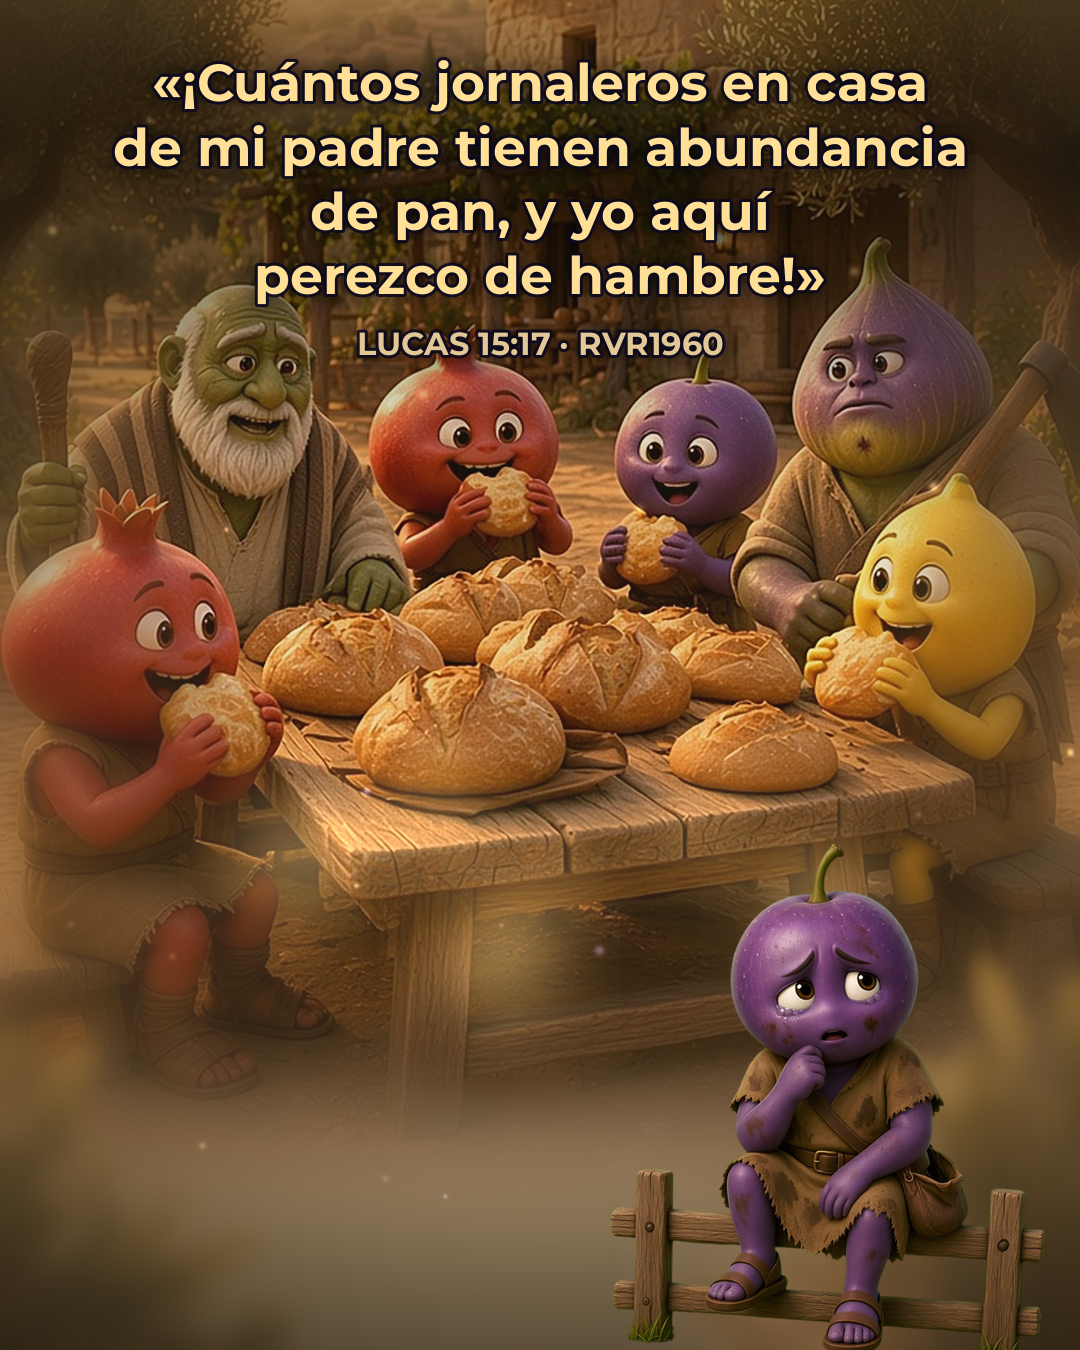 «¡Cuántos jornaleros en casa
de mi padre tienen abundancia
de pan, y yo aquí
perezco de hambre!»
LUCAS 15:17 · RVR1960